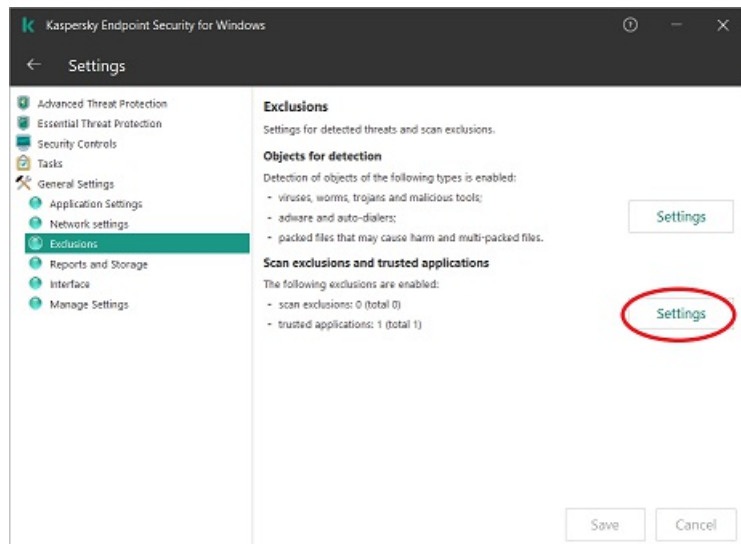 Kaspersky Endpoint Security for Windows
Settings
Advanced Threat Protection
Essential Threat Protection
Security Controls
Tasks
General Settings
Application Settings
Network settings
Exclusions
Reports and Storage
Interface
Manage Settings
Exclusions
Settings for detected threats and scan exclusions.
Objects for detection
Detection of objects of the following types is enabled:
- viruses, worms, trojans and malicious tools;
- adware and auto-dialers;
- packed files that may cause harm and multi-packed files.
Settings
Scan exclusions and trusted applications
The following exclusions are enabled:
- scan exclusions: 0 (total 0)
- trusted applications: 1 (total 1)
Settings
Save
Cancel